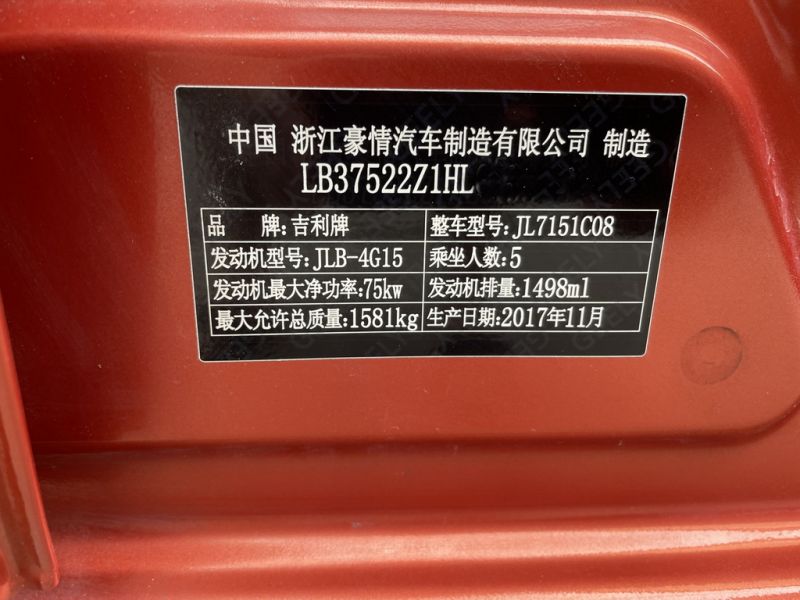 中国 浙江豪情汽车制造有限公司 制造
LB37522Z1HL
品 牌:吉利牌 整车型号:JL7151C08
发动机型号:JLB-4G15 乘坐人数:5
发动机最大净功率:75kw 发动机排量:1498ml
最大允许总质量:1581kg 生产日期:2017年11月